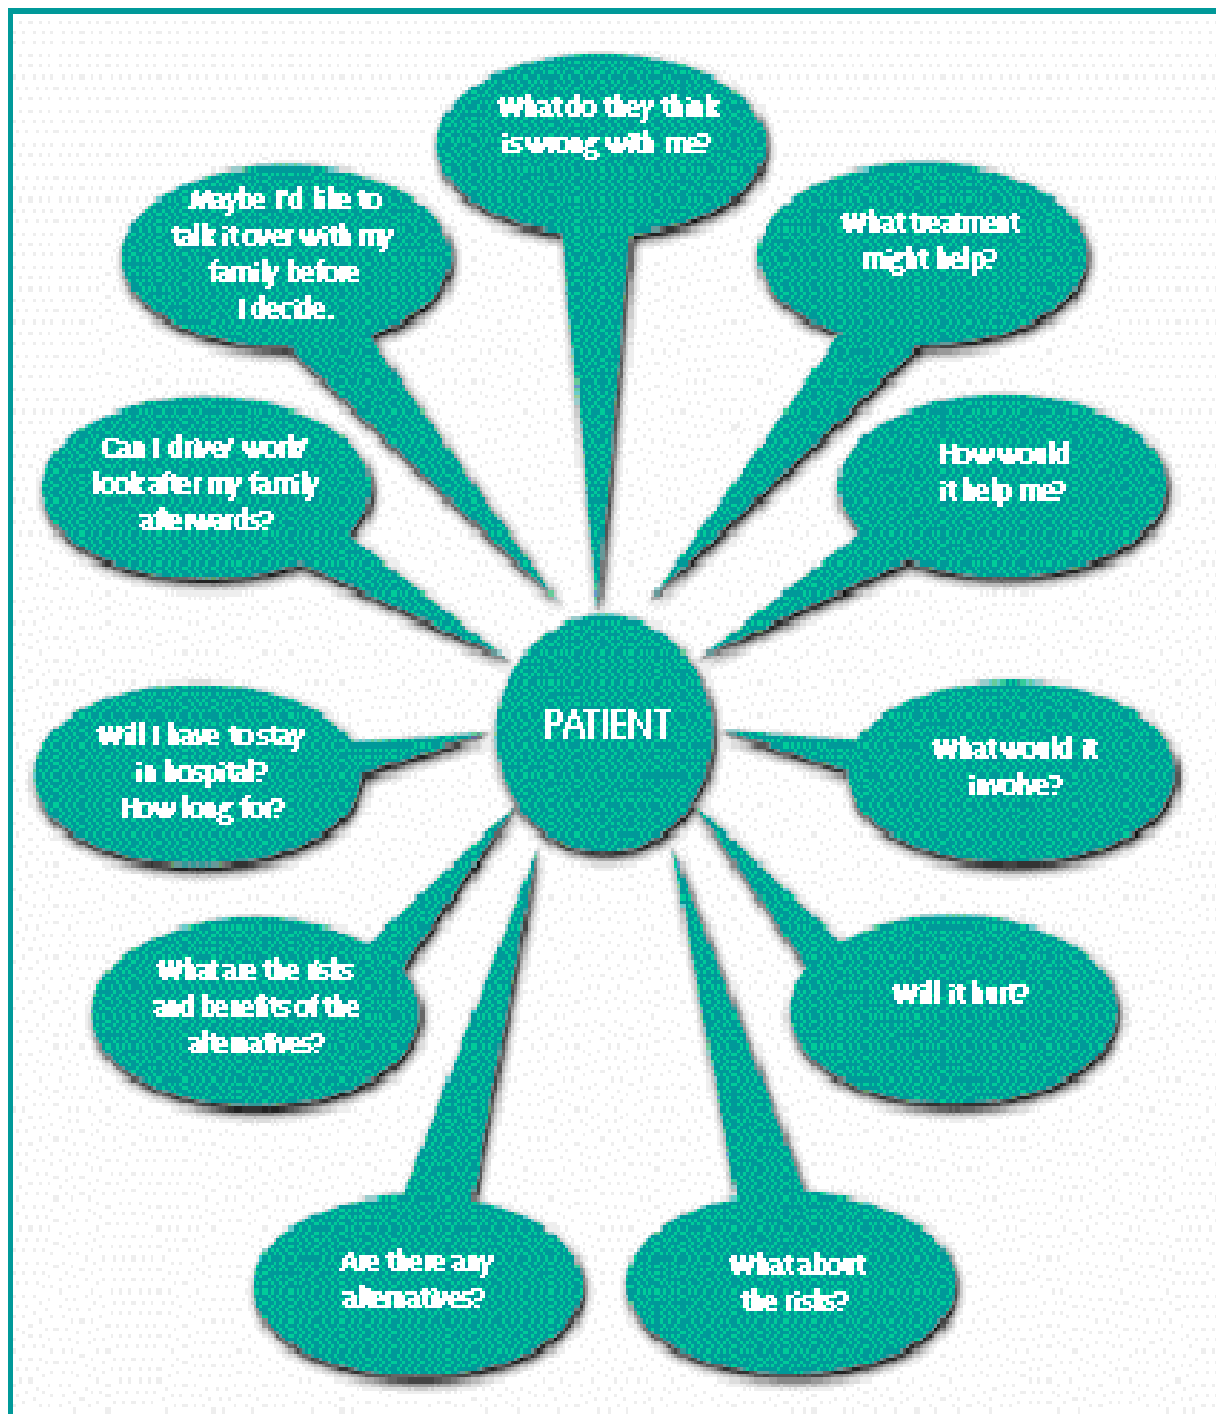 What do they think
is wrong with me?
What treatment
might help?
How would
it help me?
What would it
involve?
Will it hurt?
What about
the risks?
Are there any
alternatives?
What are the risks
and benefits of the
alternatives?
Will I have to stay
in hospital?
How long for?
Can I drive/ work/
look after my family
afterwards?
Maybe I'd like to
talk it over with my
family before
I decide.
PATIENT